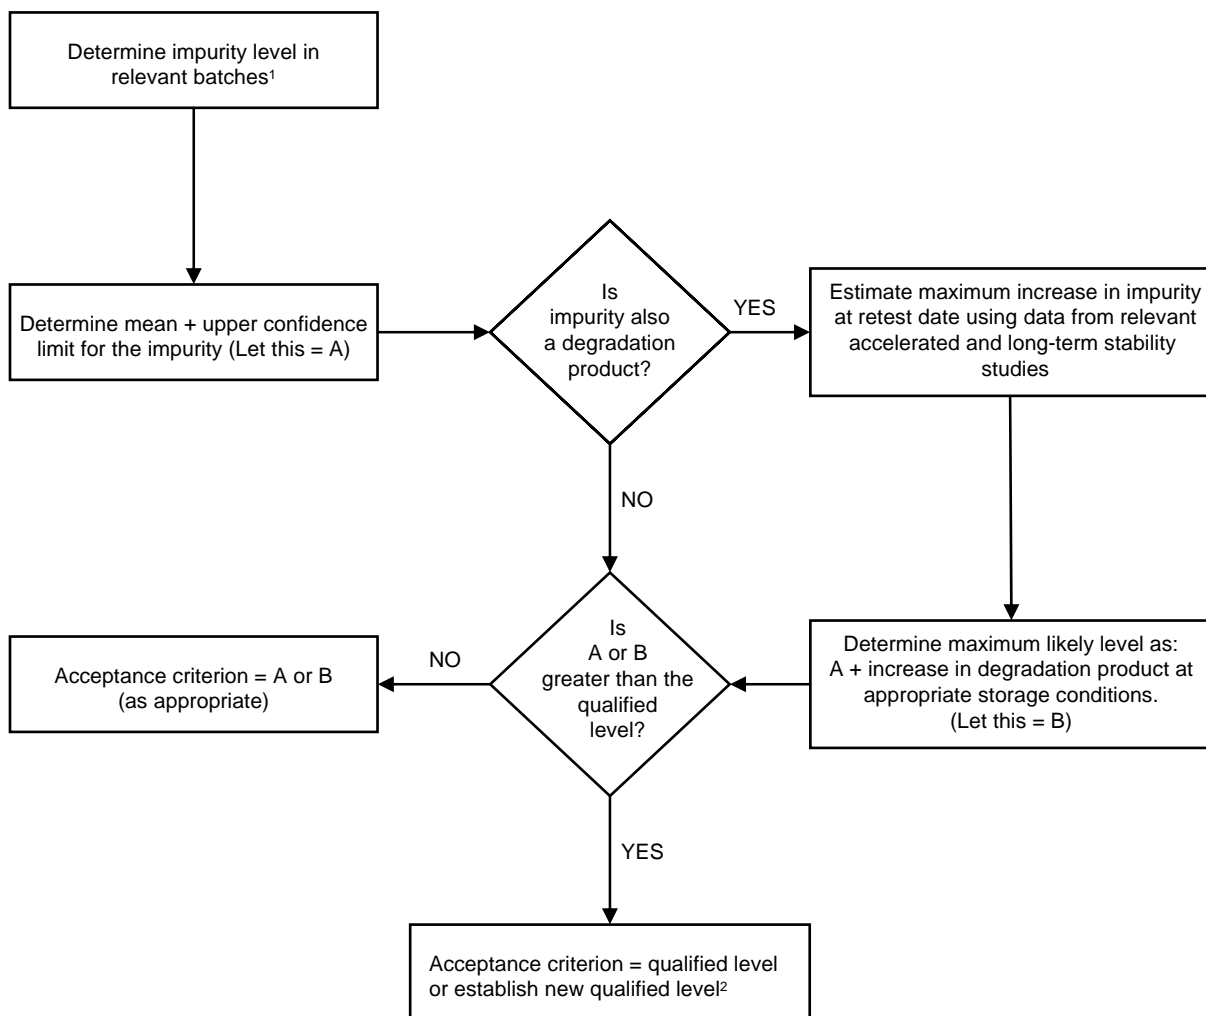 Determine impurity level in
relevant batches¹
Determine mean + upper confidence
limit for the impurity (Let this = A)
Is
impurity also
a degradation
product?
YES
Estimate maximum increase in impurity
at retest date using data from relevant
accelerated and long-term stability
studies
NO
Determine maximum likely level as:
A + increase in degradation product at
appropriate storage conditions.
(Let this = B)
Is
A or B
greater than the
qualified
level?
NO
Acceptance criterion = A or B
(as appropriate)
YES
Acceptance criterion = qualified level
or establish new qualified level²